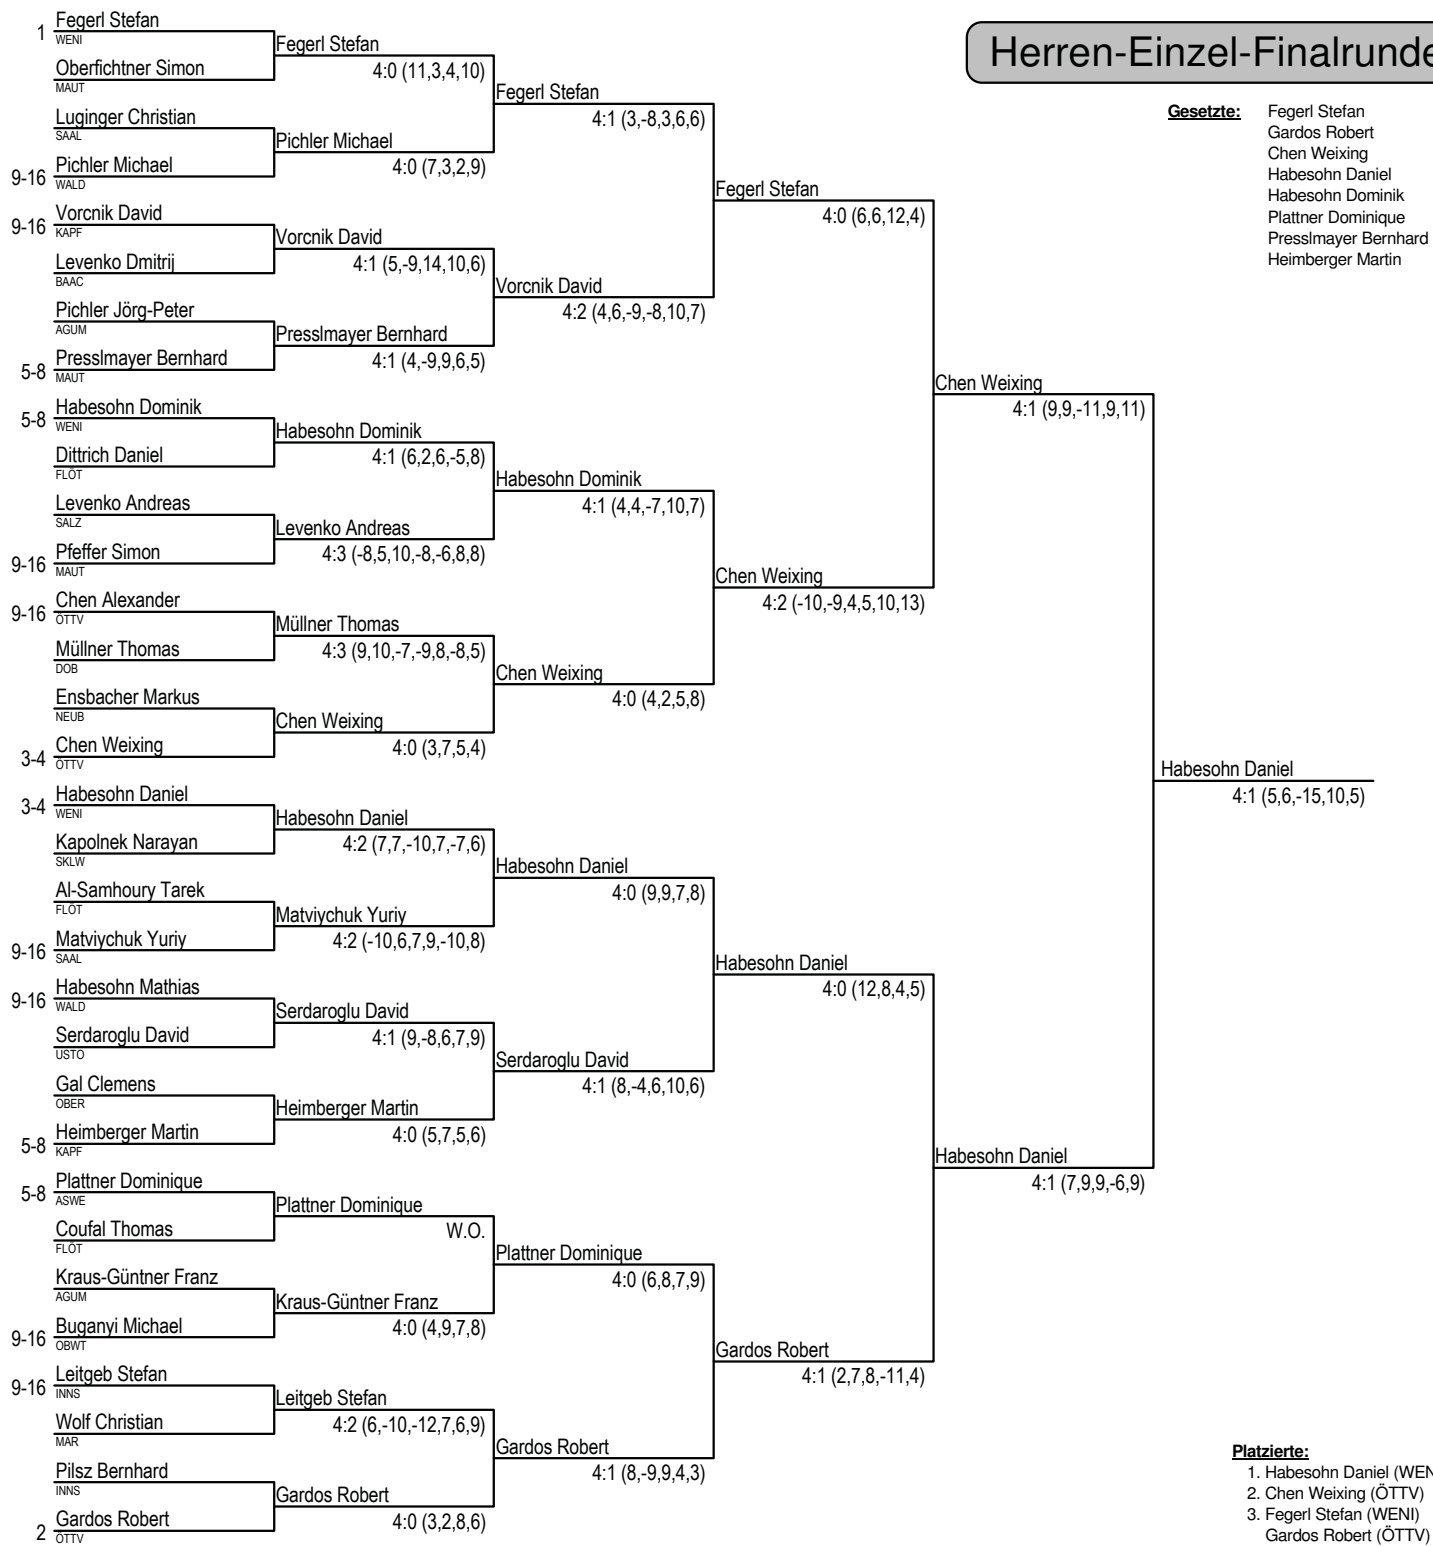 Herren-Einzel-Finalrunde
Gesetzte: Fegerl Stefan
Gardos Robert
Chen Weixing
Habesohn Daniel
Habesohn Dominik
Plattner Dominique
Presslmayer Bernhard
Heimberger Martin
1 Fegerl Stefan
WENI
Oberfichtner Simon
MAUT
Luginger Christian
SAAL
9-16 Pichler Michael
WALD
9-16 Vorcnik David
KAPF
Levenko Dmitrij
BAAC
Pichler Jörg-Peter
AGUM
5-8 Presslmayer Bernhard
MAUT
5-8 Habesohn Dominik
WENI
Dittrich Daniel
FLÖT
Levenko Andreas
SALZ
9-16 Pfeffer Simon
MAUT
9-16 Chen Alexander
ÖTTV
Müllner Thomas
DOB
Ensbacher Markus
NEUB
3-4 Chen Weixing
ÖTTV
3-4 Habesohn Daniel
WENI
Kapolnek Narayan
SKLW
Al-Samhoury Tarek
FLÖT
9-16 Matviychuk Yuriy
SAAL
9-16 Habesohn Mathias
WALD
Serdaroglu David
USTO
Gal Clemens
OBER
5-8 Heimberger Martin
KAPF
5-8 Plattner Dominique
ASWE
Coufal Thomas
FLÖT
Kraus-Güntner Franz
AGUM
9-16 Buganyi Michael
OBWT
9-16 Leitgeb Stefan
INNS
Wolf Christian
MAR
Pilsz Bernhard
INNS
2 Gardos Robert
ÖTTV
Fegerl Stefan
4:0 (11,3,4,10)
Pichler Michael
4:0 (7,3,2,9)
Vorcnik David
4:1 (5,-9,14,10,6)
Presslmayer Bernhard
4:1 (4,-9,9,6,5)
Habesohn Dominik
4:1 (6,2,6,-5,8)
Levenko Andreas
4:3 (-8,5,10,-8,-6,8,8)
Müllner Thomas
4:3 (9,10,-7,-9,8,-8,5)
Chen Weixing
4:0 (3,7,5,4)
Habesohn Daniel
4:2 (7,7,-10,7,-7,6)
Matviychuk Yuriy
4:2 (-10,6,7,9,-10,8)
Serdaroglu David
4:1 (9,-8,6,7,9)
Heimberger Martin
4:0 (5,7,5,6)
Plattner Dominique
W.O.
Kraus-Güntner Franz
4:0 (4,9,7,8)
Leitgeb Stefan
4:2 (6,-10,-12,7,6,9)
Gardos Robert
4:0 (3,2,8,6)
Fegerl Stefan
4:1 (3,-8,3,6,6)
Vorcnik David
4:2 (4,6,-9,-8,10,7)
Habesohn Dominik
4:1 (4,4,-7,10,7)
Chen Weixing
4:0 (4,2,5,8)
Habesohn Daniel
4:0 (9,9,7,8)
Serdaroglu David
4:1 (8,-4,6,10,6)
Plattner Dominique
4:0 (6,8,7,9)
Gardos Robert
4:1 (8,-9,9,4,3)
Fegerl Stefan
4:0 (6,6,12,4)
Chen Weixing
4:2 (-10,-9,4,5,10,13)
Habesohn Daniel
4:0 (12,8,4,5)
Gardos Robert
4:1 (2,7,8,-11,4)
Chen Weixing
4:1 (9,9,-11,9,11)
Habesohn Daniel
4:1 (7,9,9,-6,9)
Habesohn Daniel
4:1 (5,6,-15,10,5)
Platzierte:
1. Habesohn Daniel (WEN
2. Chen Weixing (ÖTTV)
3. Fegerl Stefan (WENI)
Gardos Robert (ÖTTV)